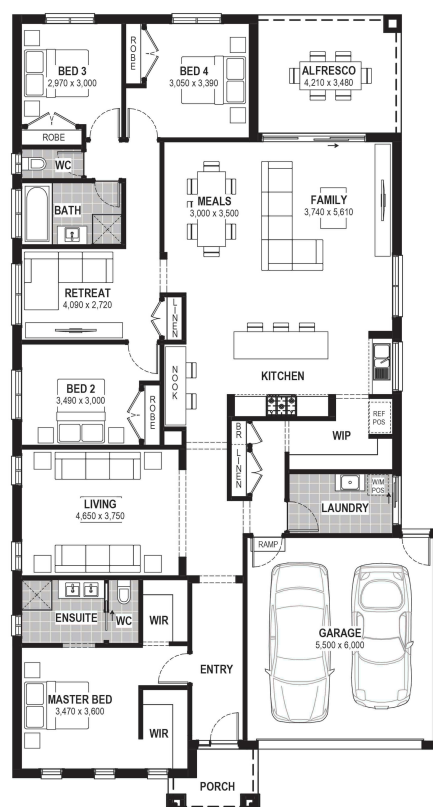 BED 3
2,970 x 3,000
ROBE
BED 4
3,050 x 3,390
ALFRESCO
4,210 x 3,480
ROBE
WC
BATH
MEALS
3,000 x 3,500
FAMILY
3,740 x 5,610
RETREAT
4,090 x 2,720
LINEN
KITCHEN
BED 2
3,490 x 3,000
ROBE
NOOK
BR
LINEN
WIP
REF
POS
LIVING
4,650 x 3,750
LAUNDRY
W/M
POS
RAMP
ENSUITE
WC
WIR
ENTRY
GARAGE
5,500 x 6,000
MASTER BED
3,470 x 3,600
WIR
PORCH